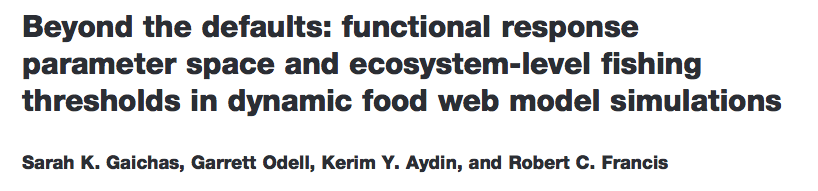 Beyond the defaults: functional response
parameter space and ecosystem-level fishing
thresholds in dynamic food web model simulations
Sarah K. Gaichas, Garrett Odell, Kerim Y. Aydin, and Robert C. Francis